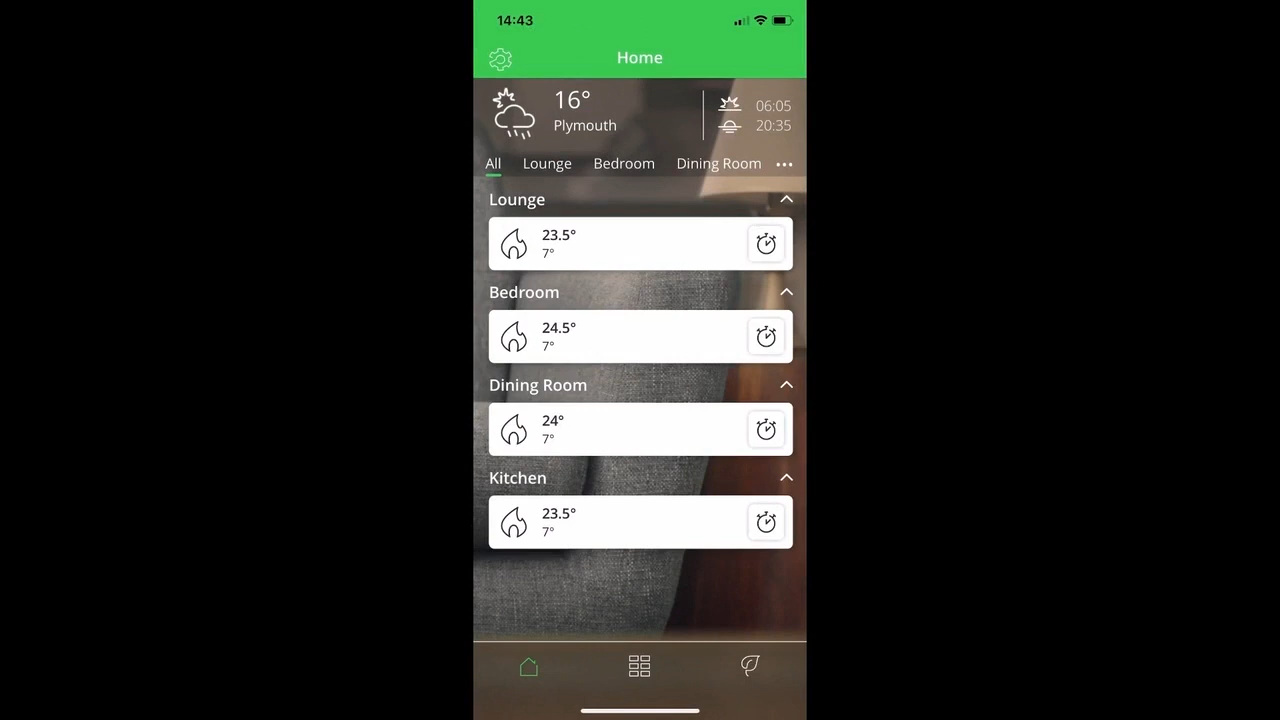 14:43
Home
16°
Plymouth
06:05
20:35
All Lounge Bedroom Dining Room •••
Lounge
23.5°
7°
Bedroom
24.5°
7°
Dining Room
24°
7°
Kitchen
23.5°
7°